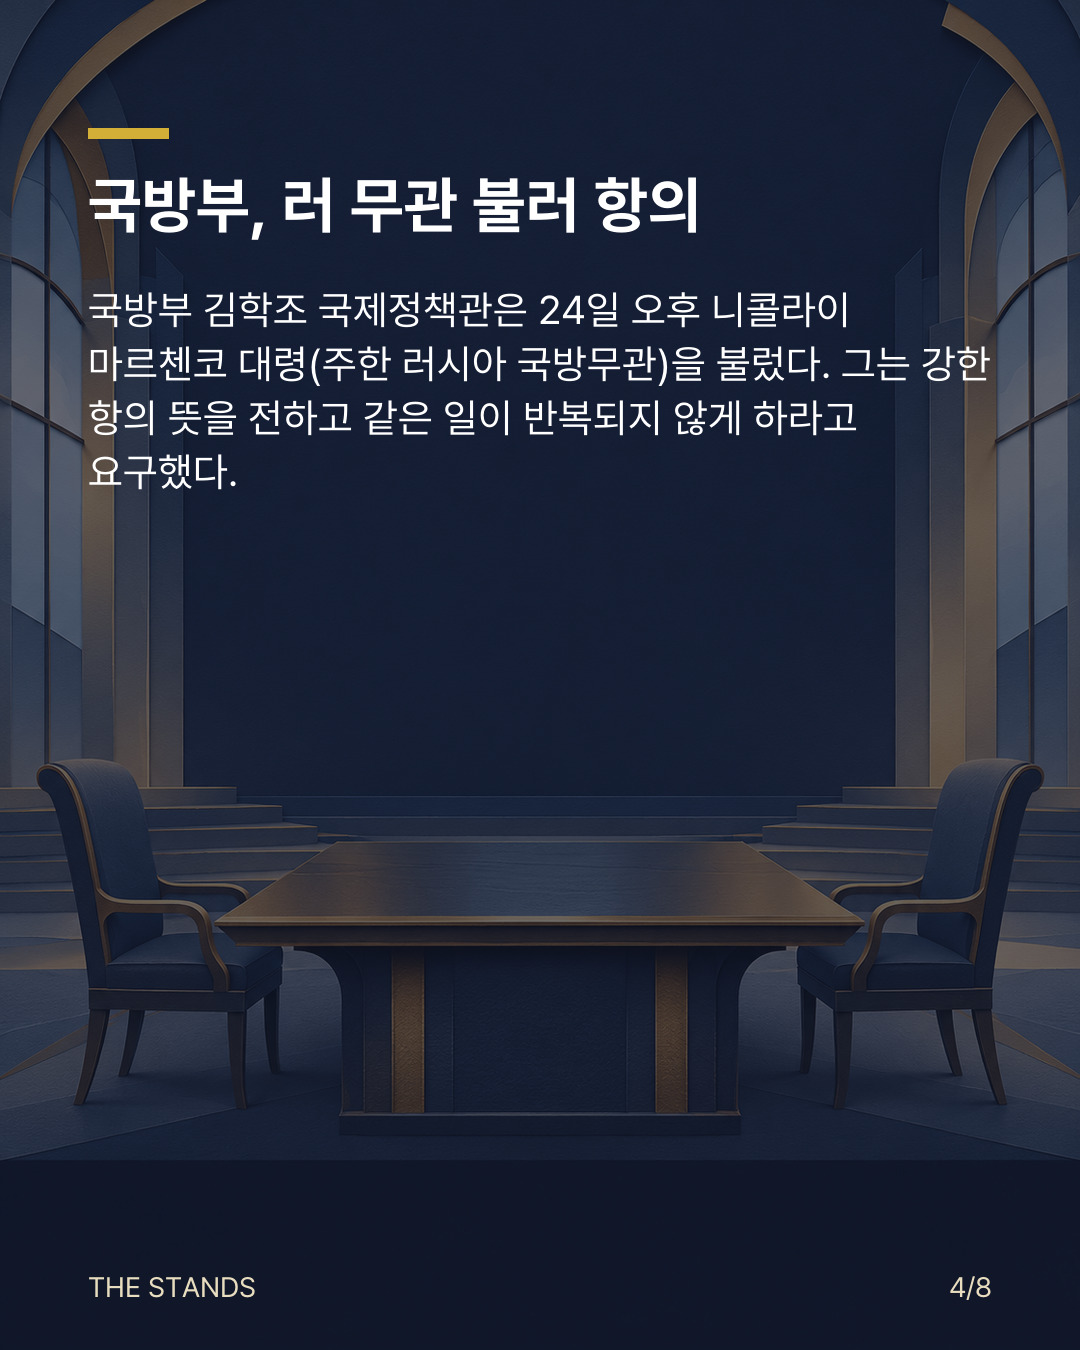 국방부, 러 무관 불러 항의
국방부 김학조 국제정책관은 24일 오후 니콜라이
마르첸코 대령(주한 러시아 국방무관)을 불렀다. 그는 강한
항의 뜻을 전하고 같은 일이 반복되지 않게 하라고
요구했다.
THE STANDS
4/8